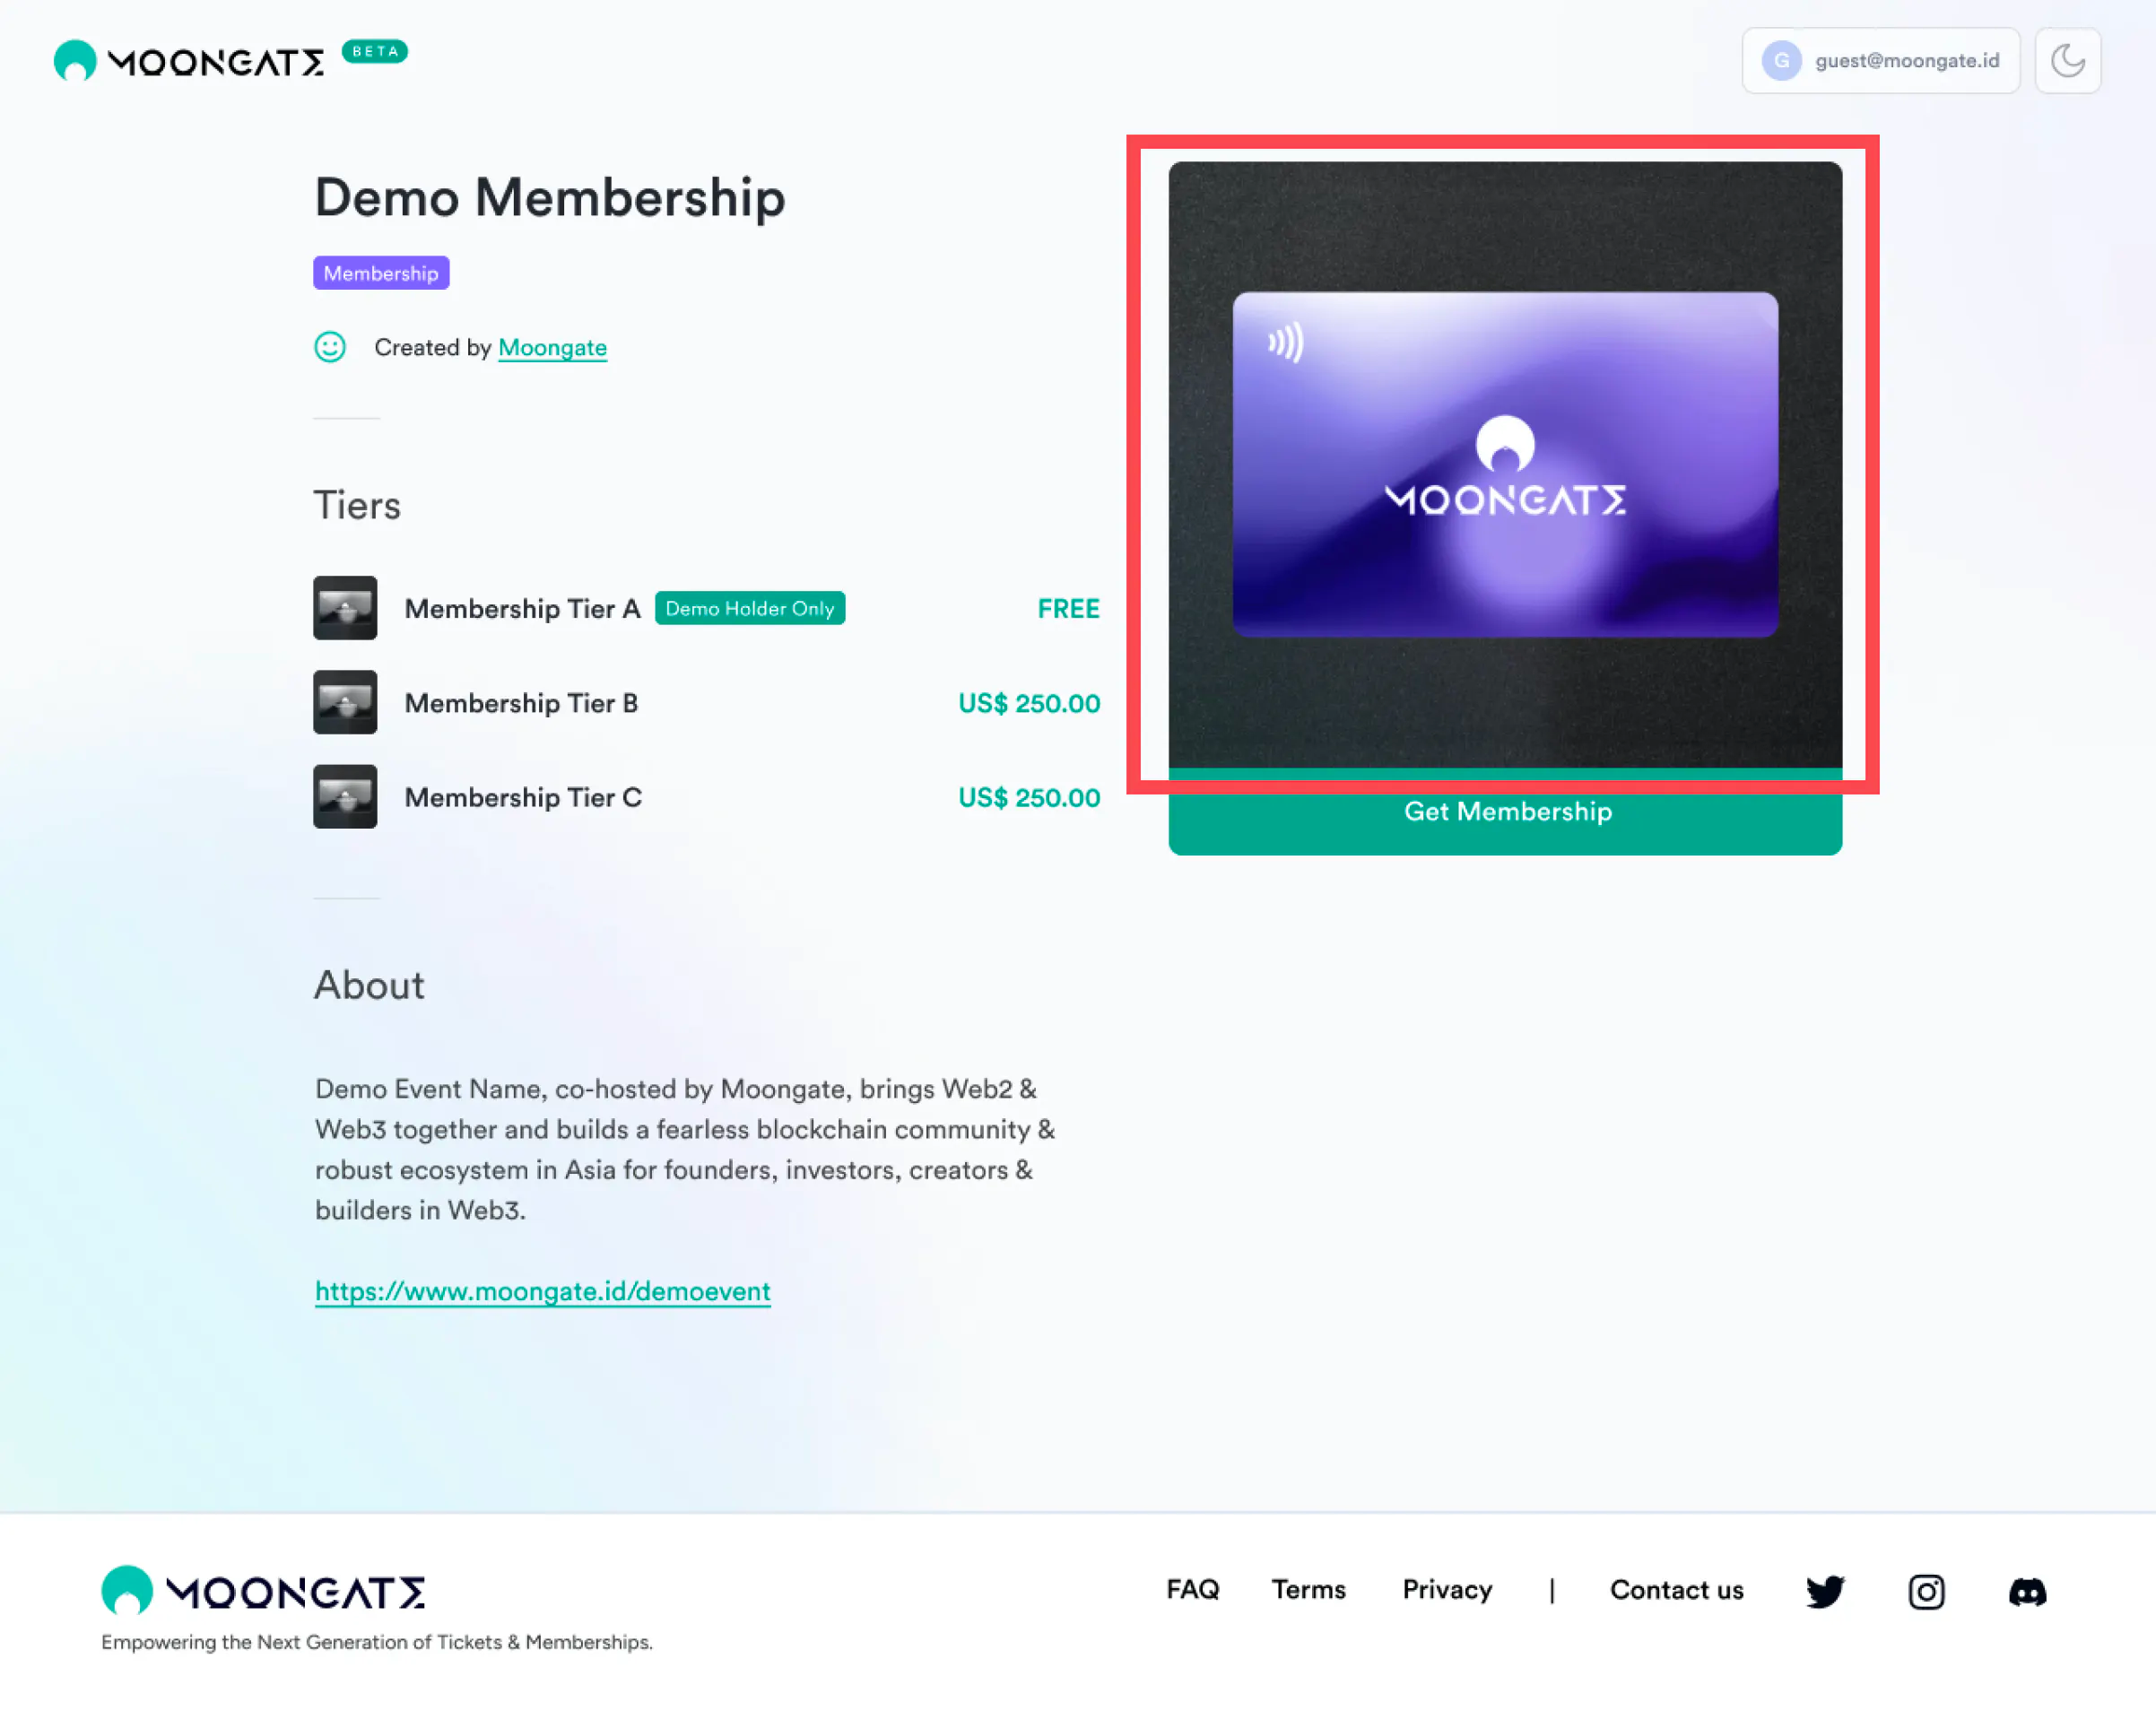 MOONGATE BETA
G guest@moongate.id
Demo Membership
Membership
Created by Moongate
Tiers
Membership Tier A Demo Holder Only FREE
Membership Tier B US$ 250.00
Membership Tier C US$ 250.00
MOONGATE
Get Membership
About
Demo Event Name, co-hosted by Moongate, brings Web2 &
Web3 together and builds a fearless blockchain community &
robust ecosystem in Asia for founders, investors, creators &
builders in Web3.
https://www.moongate.id/demoevent
MOONGATE
Empowering the Next Generation of Tickets & Memberships.
FAQ Terms Privacy | Contact us